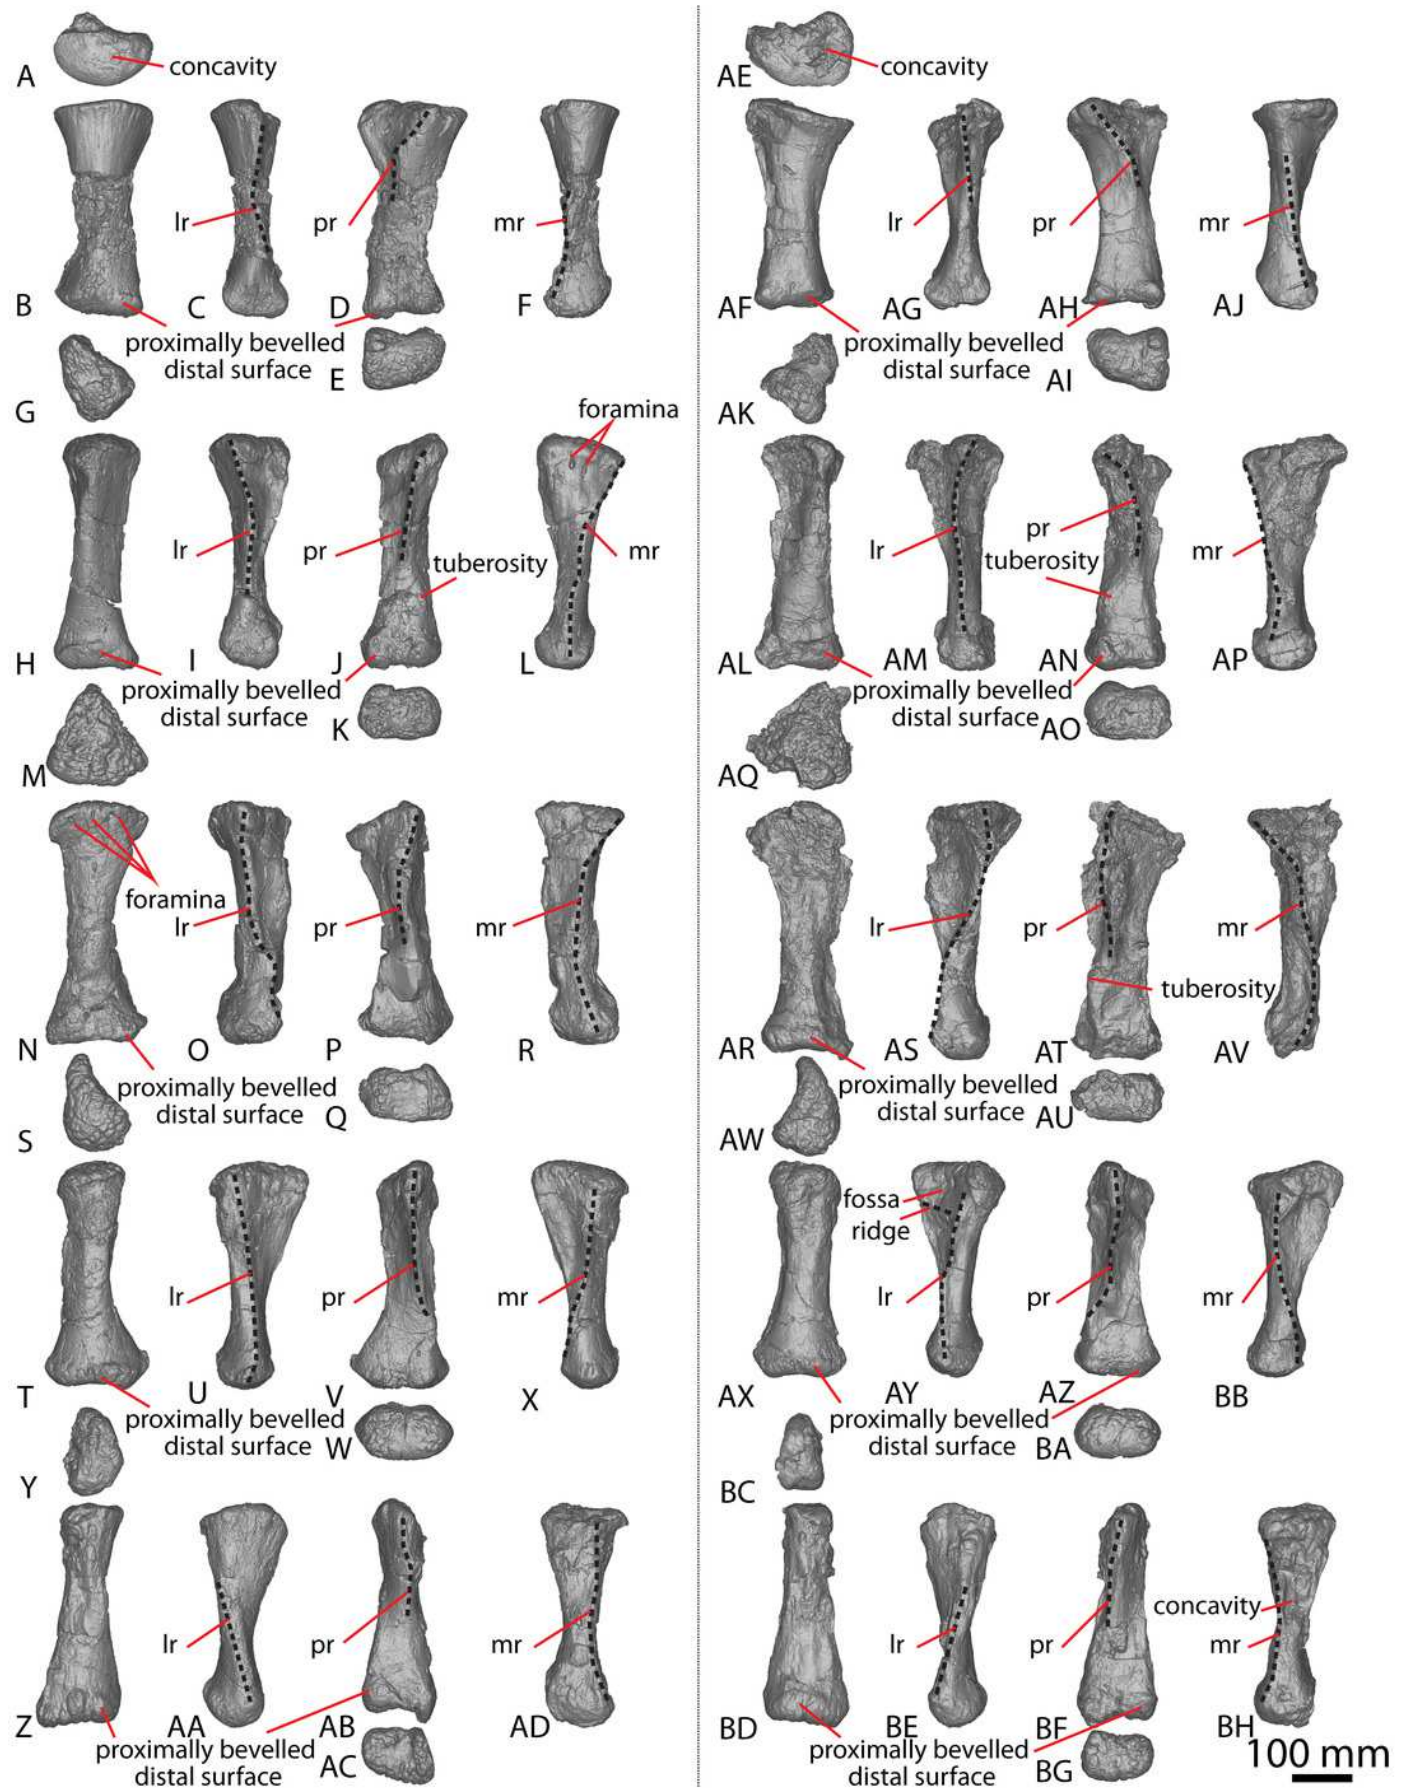 A
concavity
lr
pr
mr
B
C
D
F
proximally bevelled
distal surface
E
G
foramina
lr
pr
tuberosity
mr
H
I
J
L
proximally bevelled
distal surface
K
M
foramina
lr
pr
mr
N
O
P
R
proximally bevelled
distal surface
Q
S
lr
pr
mr
T
U
V
X
proximally bevelled
distal surface
W
Y
lr
pr
mr
Z
AA
AB
AD
proximally bevelled
distal surface
AC
AE
concavity
lr
pr
mr
AF
AG
AH
AJ
proximally bevelled
distal surface
AI
AK
pr
lr
tuberosity
mr
AL
AM
AN
AP
proximally bevelled
distal surface
AO
AQ
lr
pr
mr
tuberosity
AR
AS
AT
AV
proximally bevelled
distal surface
AU
AW
fossa
ridge
lr
pr
mr
AX
AY
AZ
BB
proximally bevelled
distal surface
BA
BC
concavity
lr
pr
mr
BD
BE
BF
BH
proximally bevelled
distal surface
BG
100 mm